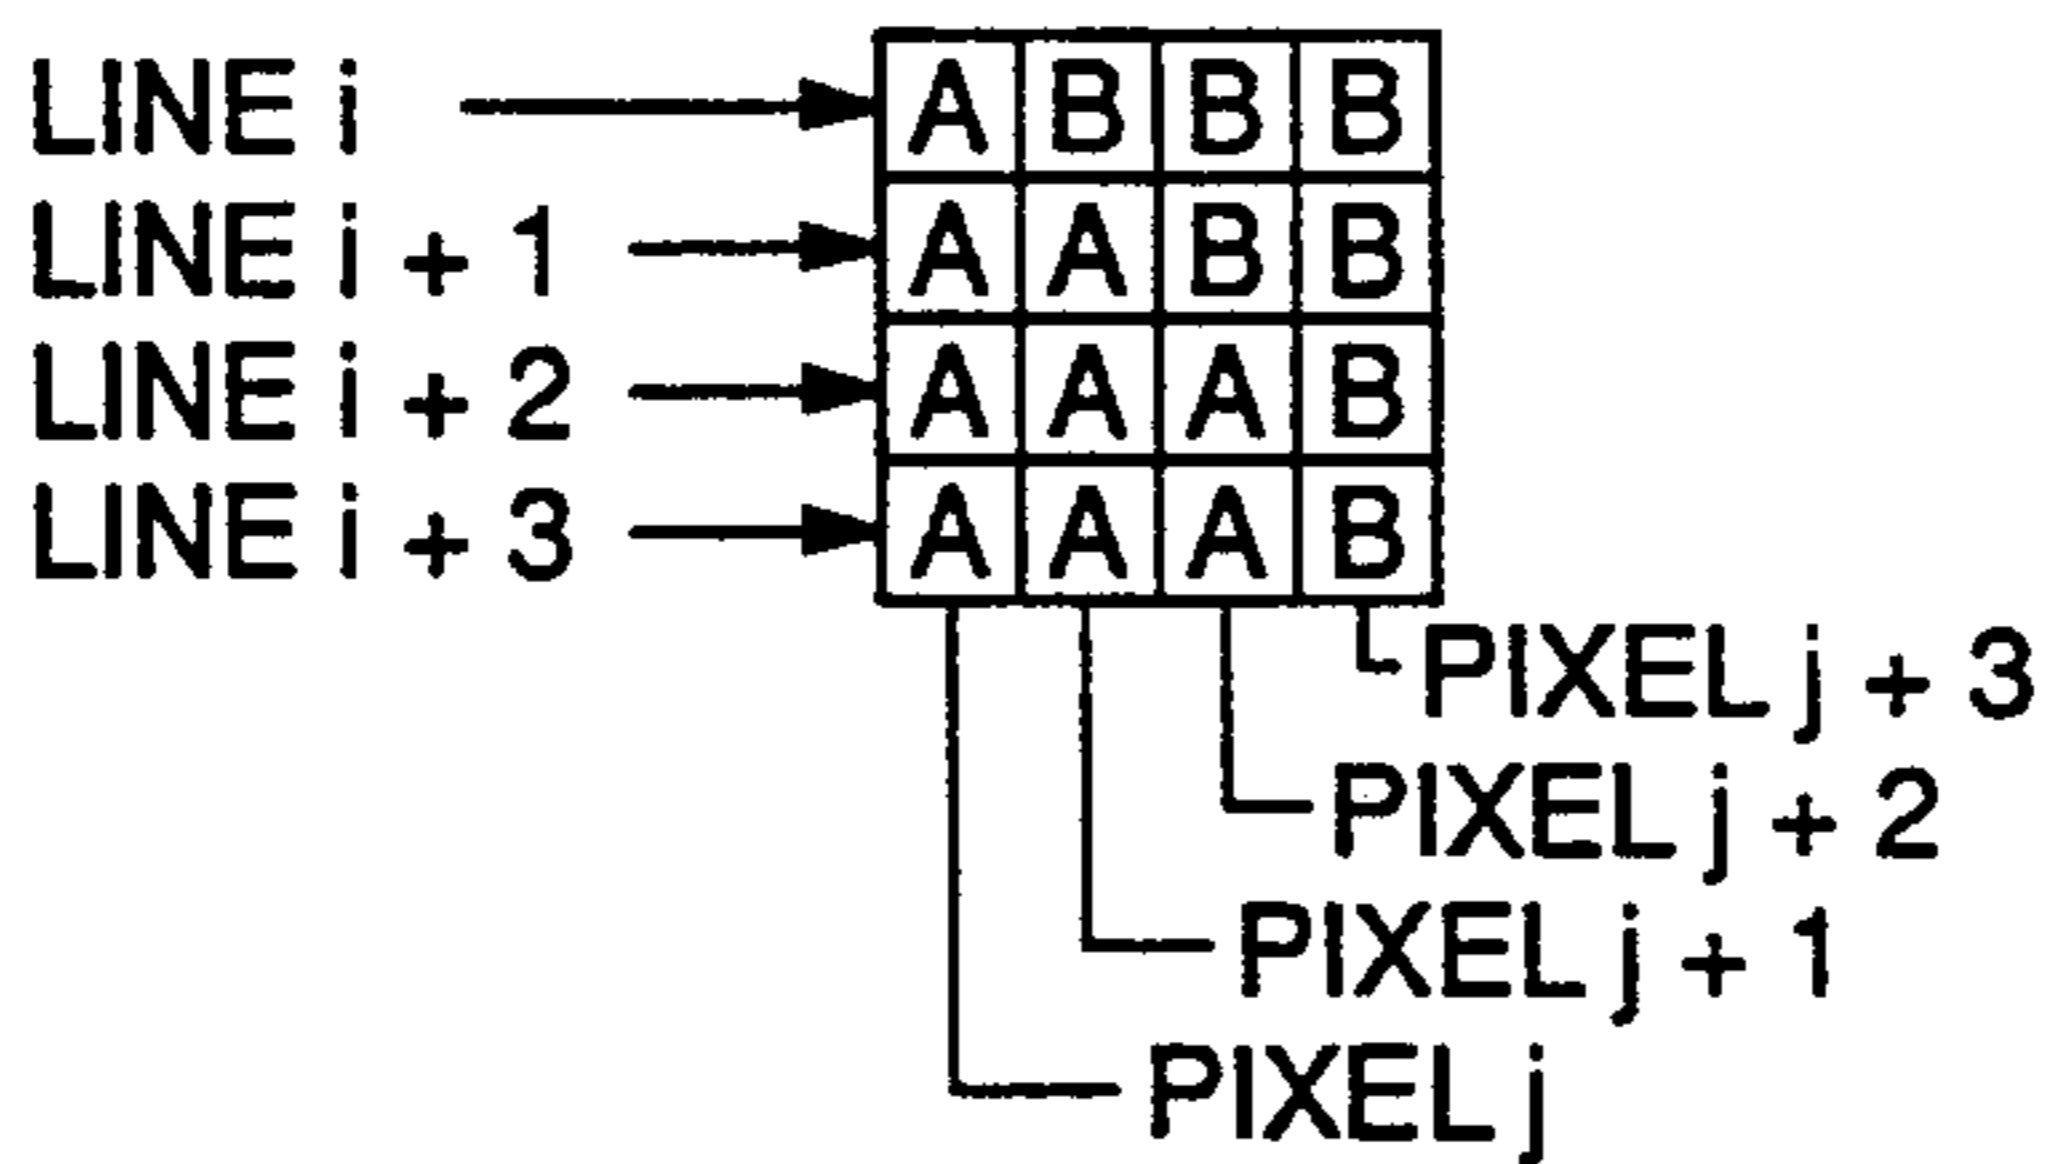 LINE i A B B B
LINE i + 1 A A B B
LINE i + 2 A A A B
LINE i + 3 A A A B
PIXEL j + 3
PIXEL j + 2
PIXEL j + 1
PIXEL j